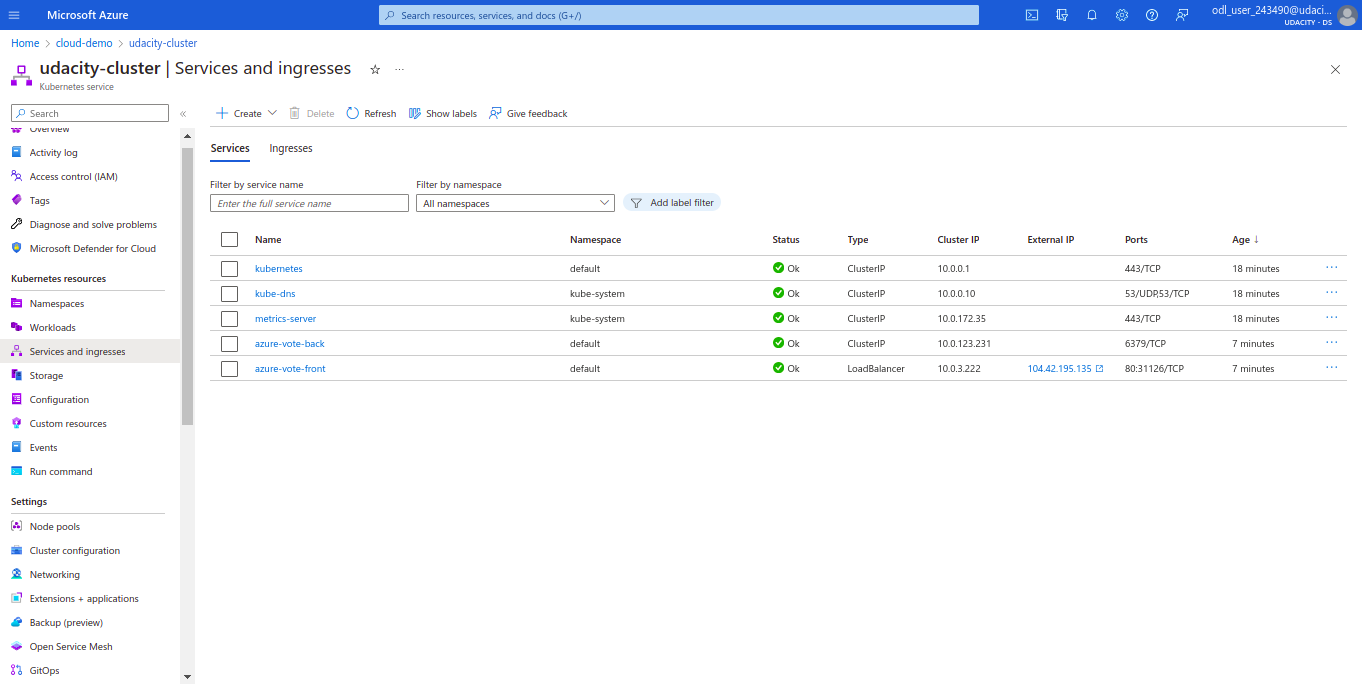 Microsoft Azure
Search resources, services, and docs (G+/)
odl_user_243490@udaci...
UDACITY - DS
Home > cloud-demo > udacity-cluster
udacity-cluster | Services and ingresses
Kubernetes service
Search
Overview
Activity log
Access control (IAM)
Tags
Diagnose and solve problems
Microsoft Defender for Cloud
Kubernetes resources
Namespaces
Workloads
Services and ingresses
Storage
Configuration
Custom resources
Events
Run command
Settings
Node pools
Cluster configuration
Networking
Extensions + applications
Backup (preview)
Open Service Mesh
GitOps
Create Delete Refresh Show labels Give feedback
Services Ingresses
Filter by service name Filter by namespace
Enter the full service name All namespaces Add label filter
Name Namespace Status Type Cluster IP External IP Ports Age ↓
kubernetes default Ok ClusterIP 10.0.0.1 443/TCP 18 minutes
kube-dns kube-system Ok ClusterIP 10.0.0.10 53/UDP,53/TCP 18 minutes
metrics-server kube-system Ok ClusterIP 10.0.172.35 443/TCP 18 minutes
azure-vote-back default Ok ClusterIP 10.0.123.231 6379/TCP 7 minutes
azure-vote-front default Ok LoadBalancer 10.0.3.222 104.42.195.135 80:31126/TCP 7 minutes